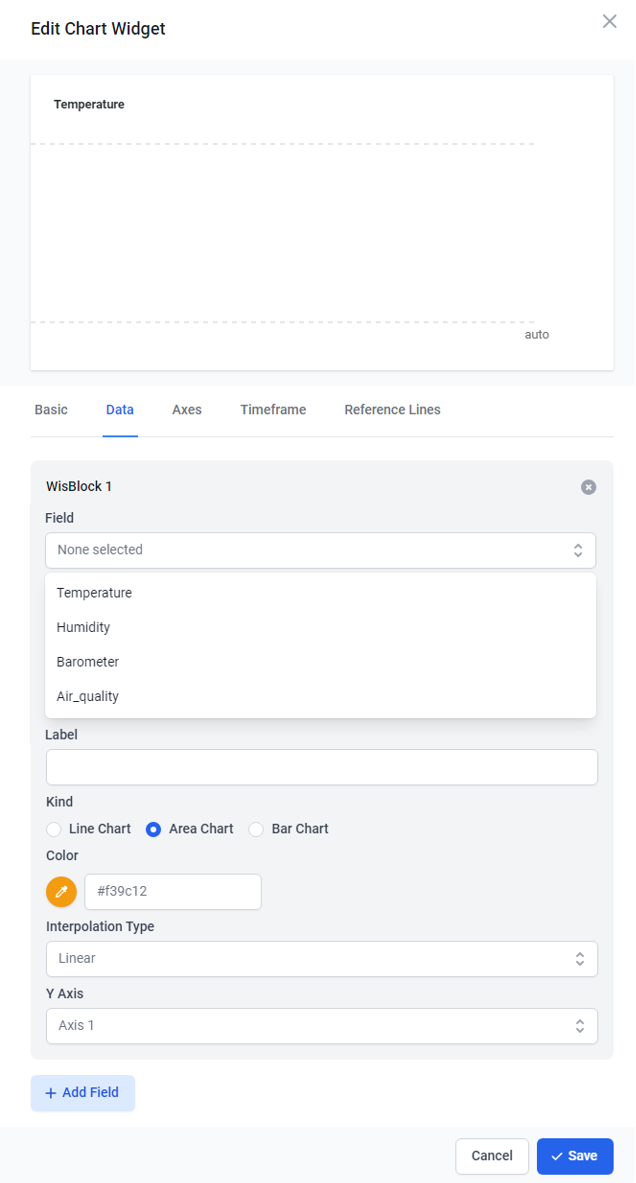 Edit Chart Widget
Temperature
auto
Basic Data Axes Timeframe Reference Lines
WisBlock 1
Field
None selected
Temperature
Humidity
Barometer
Air_quality
Label
Kind
Line Chart Area Chart Bar Chart
Color
#f39c12
Interpolation Type
Linear
Y Axis
Axis 1
+ Add Field
Cancel Save